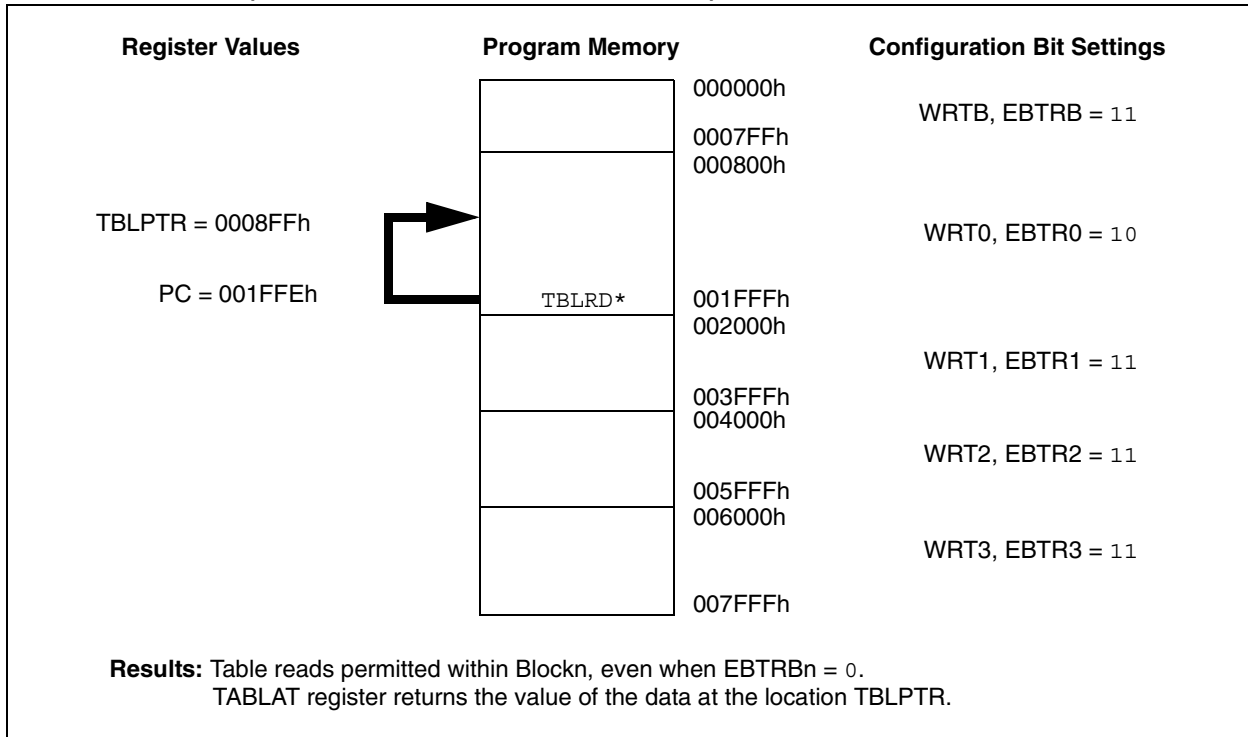 Register Values Program Memory Configuration Bit Settings
000000h
WRTB, EBTRB = 11
0007FFh
000800h
TBLPTR = 0008FFh
WRT0, EBTR0 = 10
PC = 001FFEh
TBLRD* 001FFFh
002000h
WRT1, EBTR1 = 11
003FFFh
004000h
WRT2, EBTR2 = 11
005FFFh
006000h
WRT3, EBTR3 = 11
007FFFh
Results: Table reads permitted within Blockn, even when EBTRBn = 0.
TABLAT register returns the value of the data at the location TBLPTR.